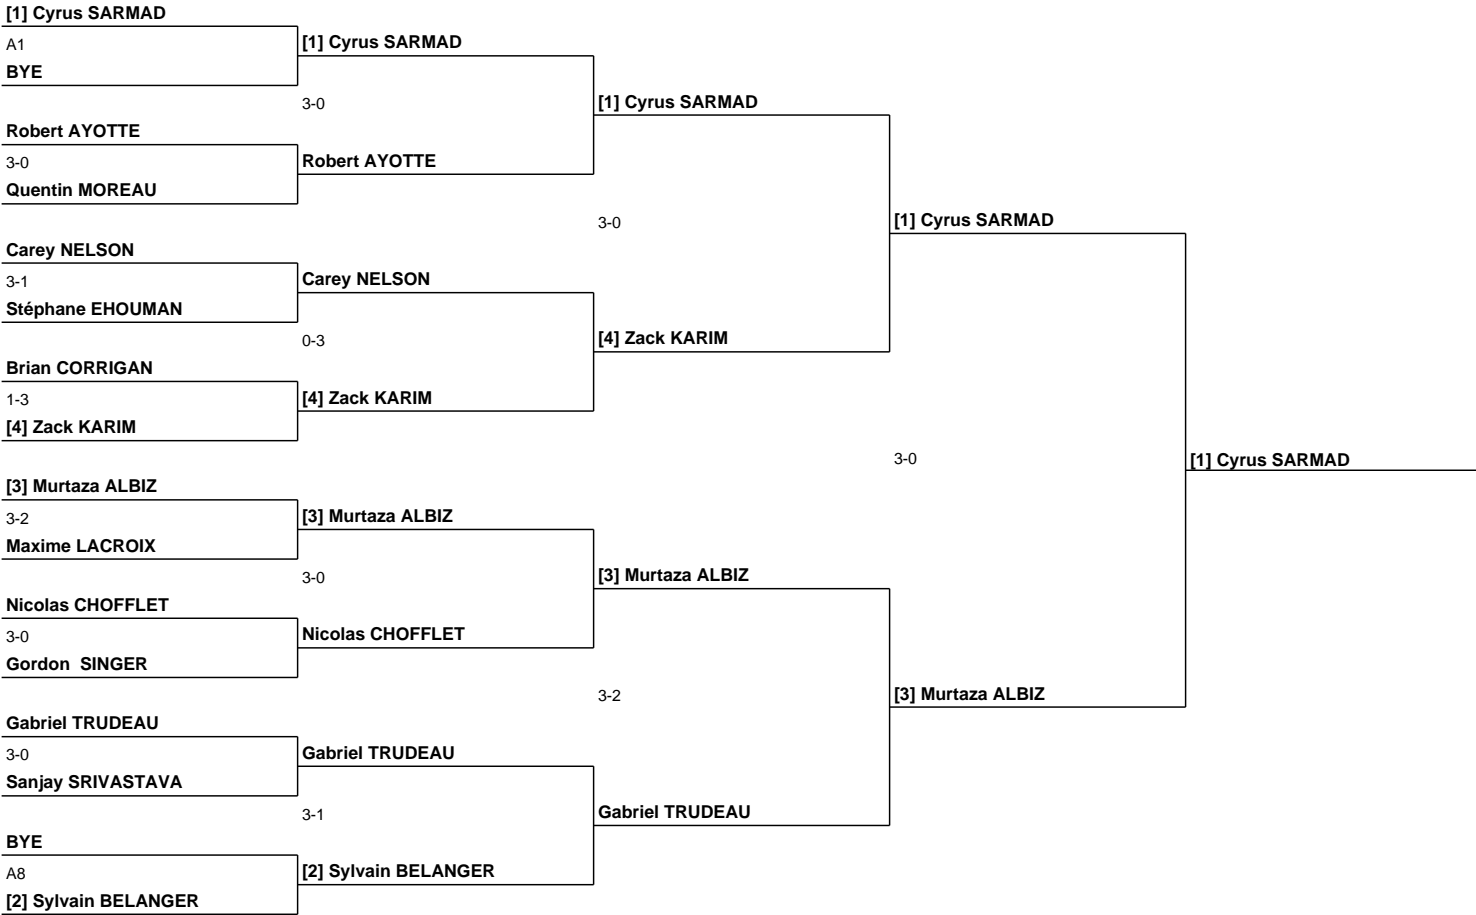 [1] Cyrus SARMAD
A1
BYE
Robert AYOTTE
3-0
Quentin MOREAU
Carey NELSON
3-1
Stéphane EHOUMAN
Brian CORRIGAN
1-3
[4] Zack KARIM
[3] Murtaza ALBIZ
3-2
Maxime LACROIX
Nicolas CHOFFLET
3-0
Gordon  SINGER
Gabriel TRUDEAU
3-0
Sanjay SRIVASTAVA
BYE
A8
[2] Sylvain BELANGER
[1] Cyrus SARMAD
3-0
Robert AYOTTE
Carey NELSON
0-3
[4] Zack KARIM
[3] Murtaza ALBIZ
3-0
Nicolas CHOFFLET
Gabriel TRUDEAU
3-1
[2] Sylvain BELANGER
[1] Cyrus SARMAD
3-0
[4] Zack KARIM
[3] Murtaza ALBIZ
3-2
Gabriel TRUDEAU
[1] Cyrus SARMAD
3-0
[3] Murtaza ALBIZ
[1] Cyrus SARMAD